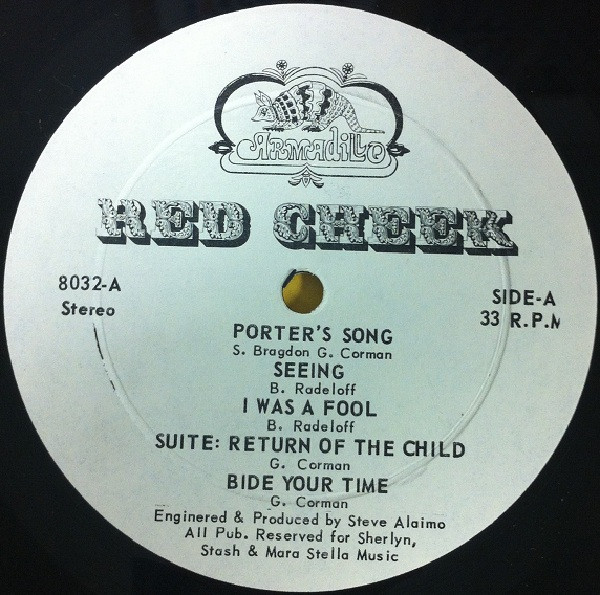 ARMAdillO
RED CHEEK
8032-A
Stereo
SIDE-A
33 R.P.M
PORTER'S SONG
S. Bragdon G. Corman
SEEING
B. Radeloff
I WAS A FOOL
B. Radeloff
SUITE: RETURN OF THE CHILD
G. Corman
BIDE YOUR TIME
G. Corman
Enginered & Produced by Steve Alaimo
All Pub. Reserved for Sherlyn,
Stash & Mara Stella Music